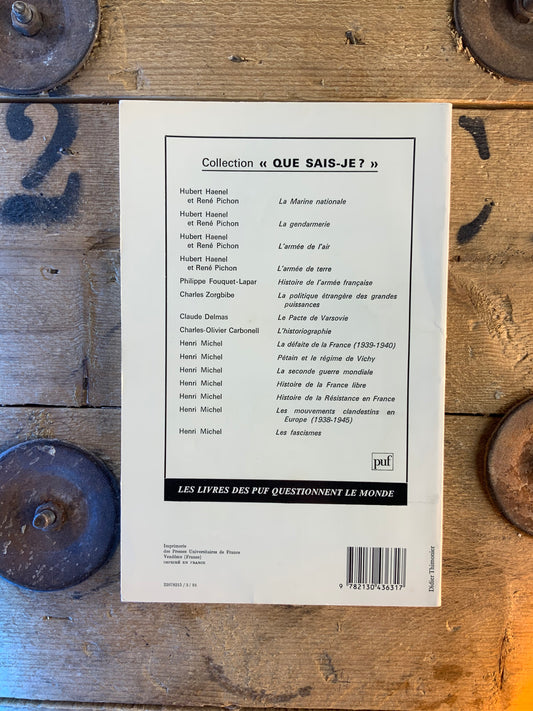 2
Collection « QUE SAIS-JE ? »
Hubert Haenel
et René Pichon La Marine nationale
Hubert Haenel
et René Pichon La gendarmerie
Hubert Haenel
et René Pichon L'armée de l'air
Hubert Haenel
et René Pichon L'armée de terre
Philippe Fouquet-Lapar Histoire de l'armée française
Charles Zorgbibe La politique étrangère des grandes
puissances
Claude Delmas Le Pacte de Varsovie
Charles-Olivier Carbonell L'historiographie
Henri Michel La défaite de la France (1939-1940)
Henri Michel Pétain et le régime de Vichy
Henri Michel La seconde guerre mondiale
Henri Michel Histoire de la France libre
Henri Michel Histoire de la Résistance en France
Henri Michel Les mouvements clandestins en
Europe (1938-1945)
Henri Michel Les fascismes
puf
LES LIVRES DES PUF QUESTIONNENT LE MONDE
Imprimerie
des Presses Universitaires de France
Vendôme (France)
IMPRIMÉ EN FRANCE
9 782130 436317
Didier Thimonier